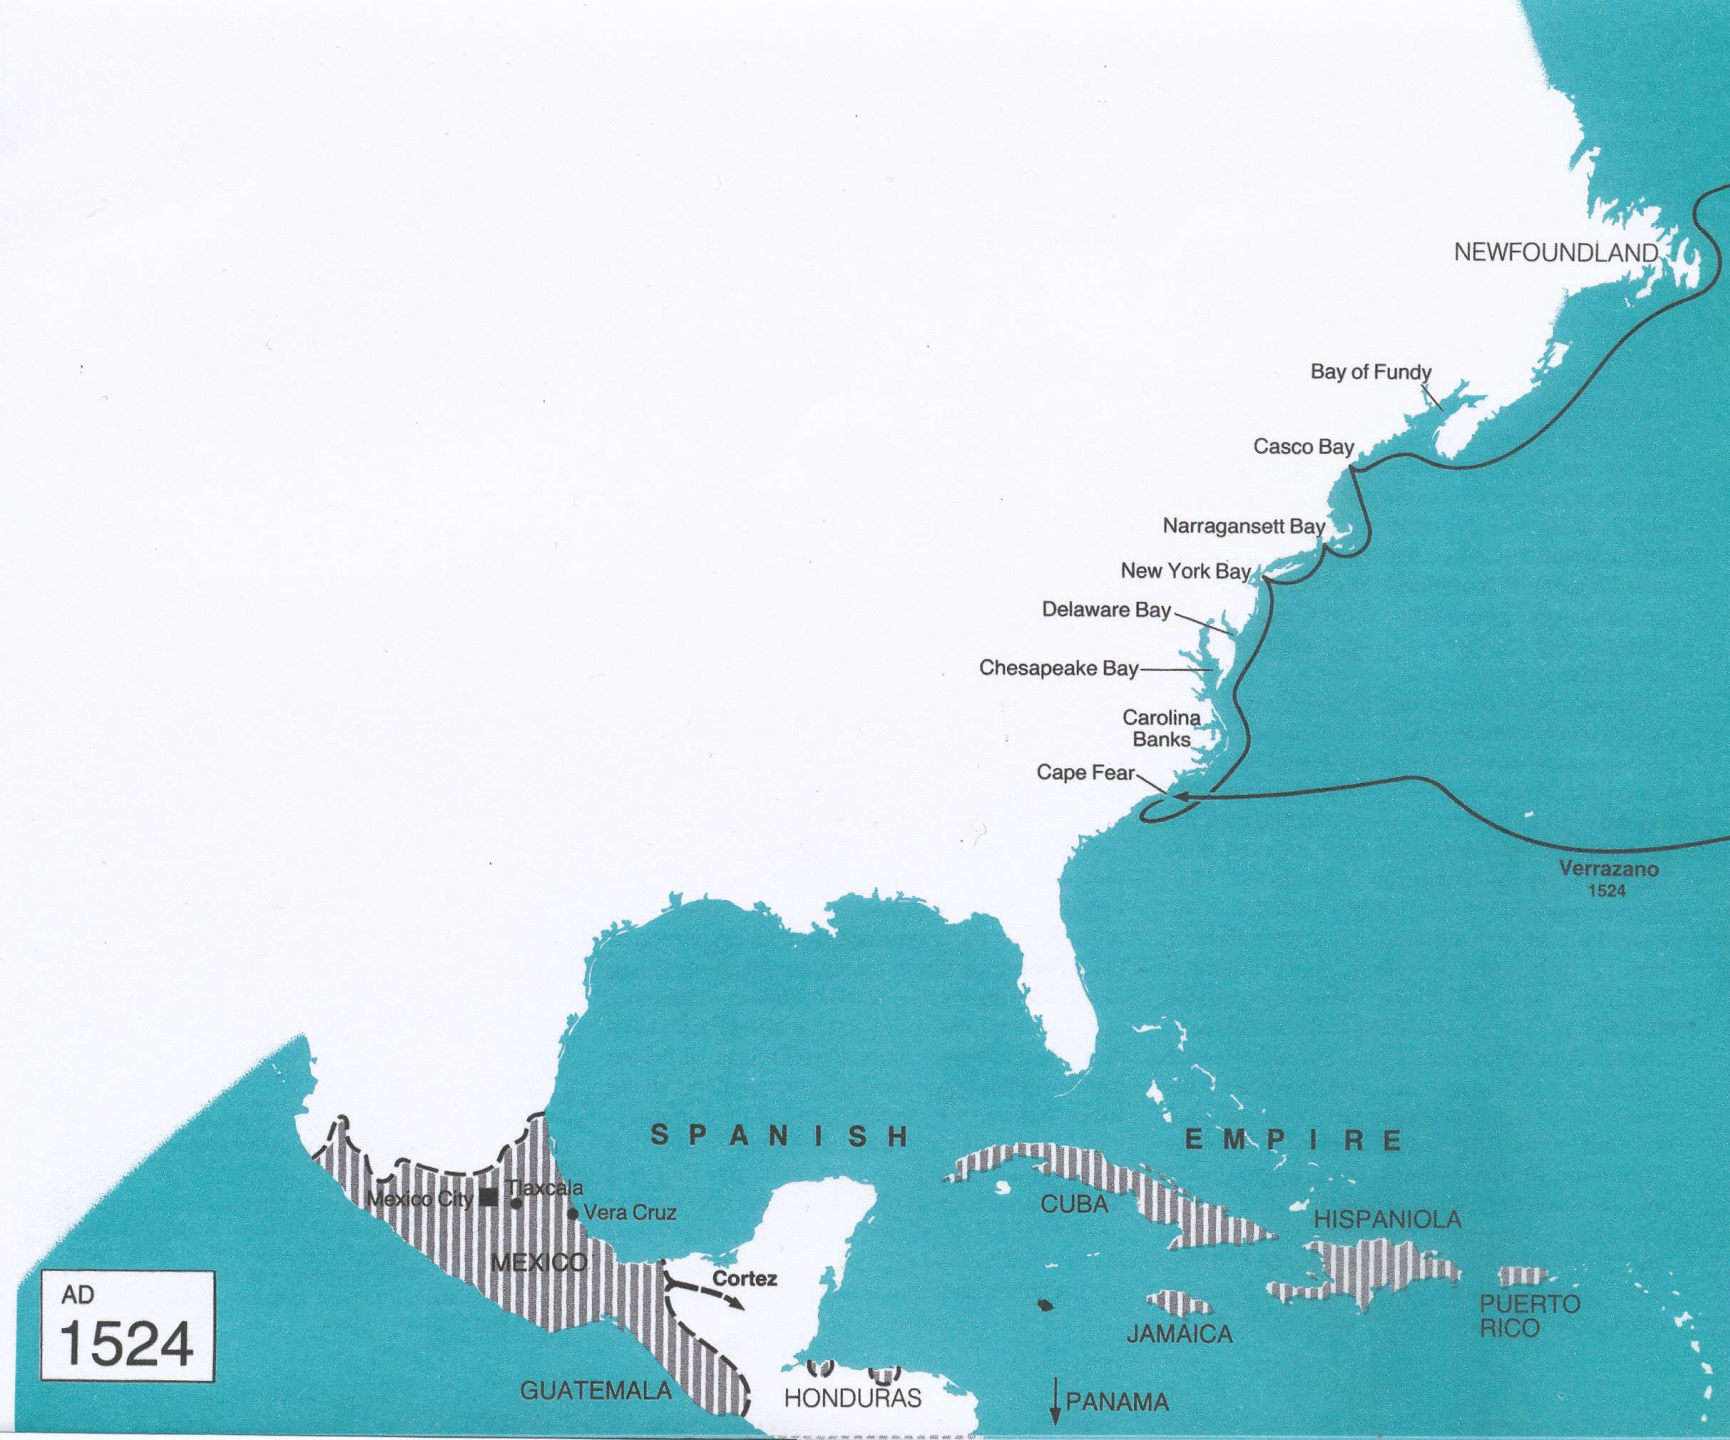 NEWFOUNDLAND
Bay of Fundy
Casco Bay
Narragansett Bay
New York Bay
Delaware Bay
Chesapeake Bay
Carolina
Banks
Cape Fear
Verrazano
1524
SPANISH EMPIRE
Mexico City
Tlaxcala
Vera Cruz
CUBA
HISPANIOLA
MEXICO
Cortez
PUERTO
RICO
JAMAICA
AD
1524
GUATEMALA
HONDURAS
PANAMA